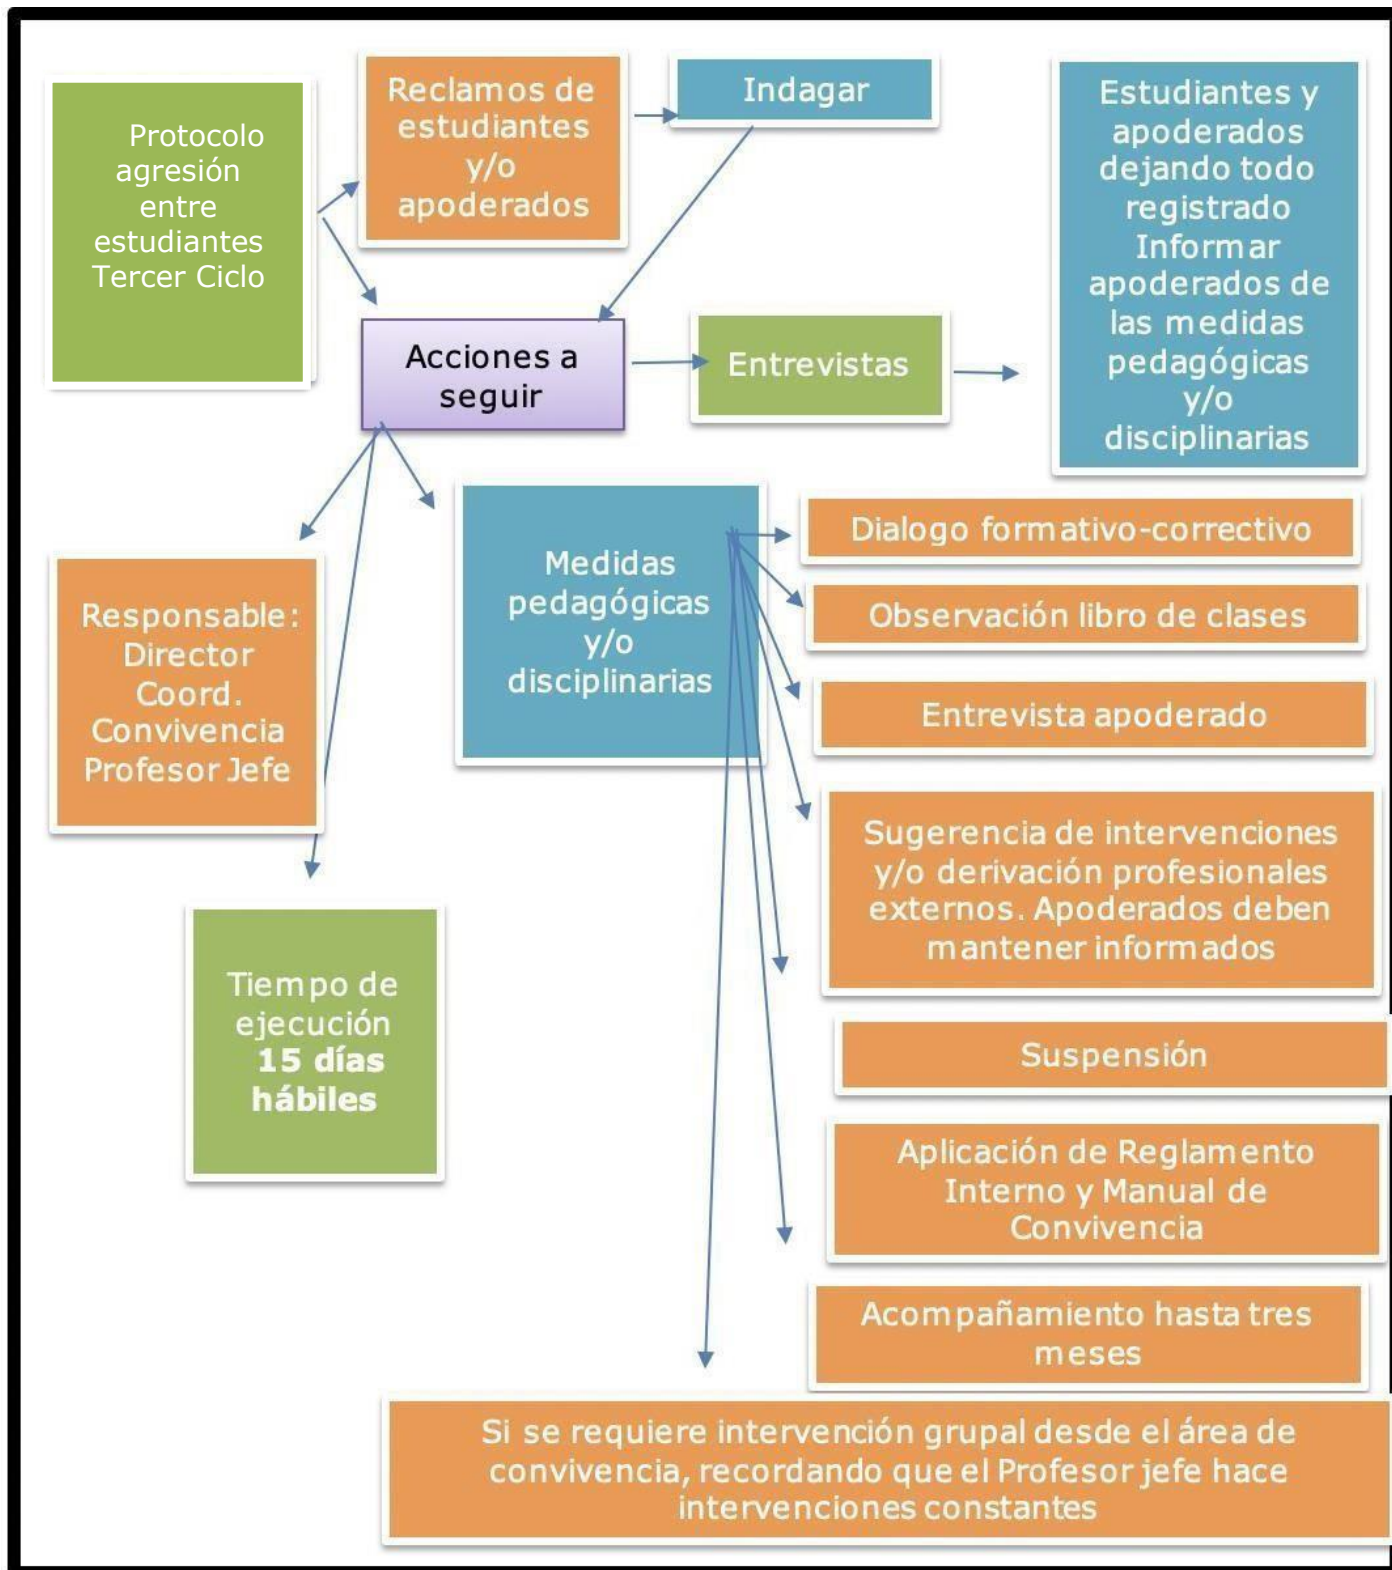 Protocolo
agresión
entre
estudiantes
Tercer Ciclo
Reclamos de
estudiantes
y/o
apoderados
Indagar
Estudiantes y
apoderados
dejando todo
registrado
Informar
apoderados de
las medidas
pedagógicas
y/o
disciplinarias
Acciones a
seguir
Entrevistas
Responsable:
Director
Coord.
Convivencia
Profesor Jefe
Medidas
pedagógicas
y/o
disciplinarias
Dialogo formativo-correctivo
Observación libro de clases
Entrevista apoderado
Sugerencia de intervenciones
y/o derivación profesionales
externos. Apoderados deben
mantener informados
Tiempo de
ejecución
15 días
hábiles
Suspensión
Aplicación de Reglamento
Interno y Manual de
Convivencia
Acompañamiento hasta tres
meses
Si se requiere intervención grupal desde el área de
convivencia, recordando que el Profesor jefe hace
intervenciones constantes